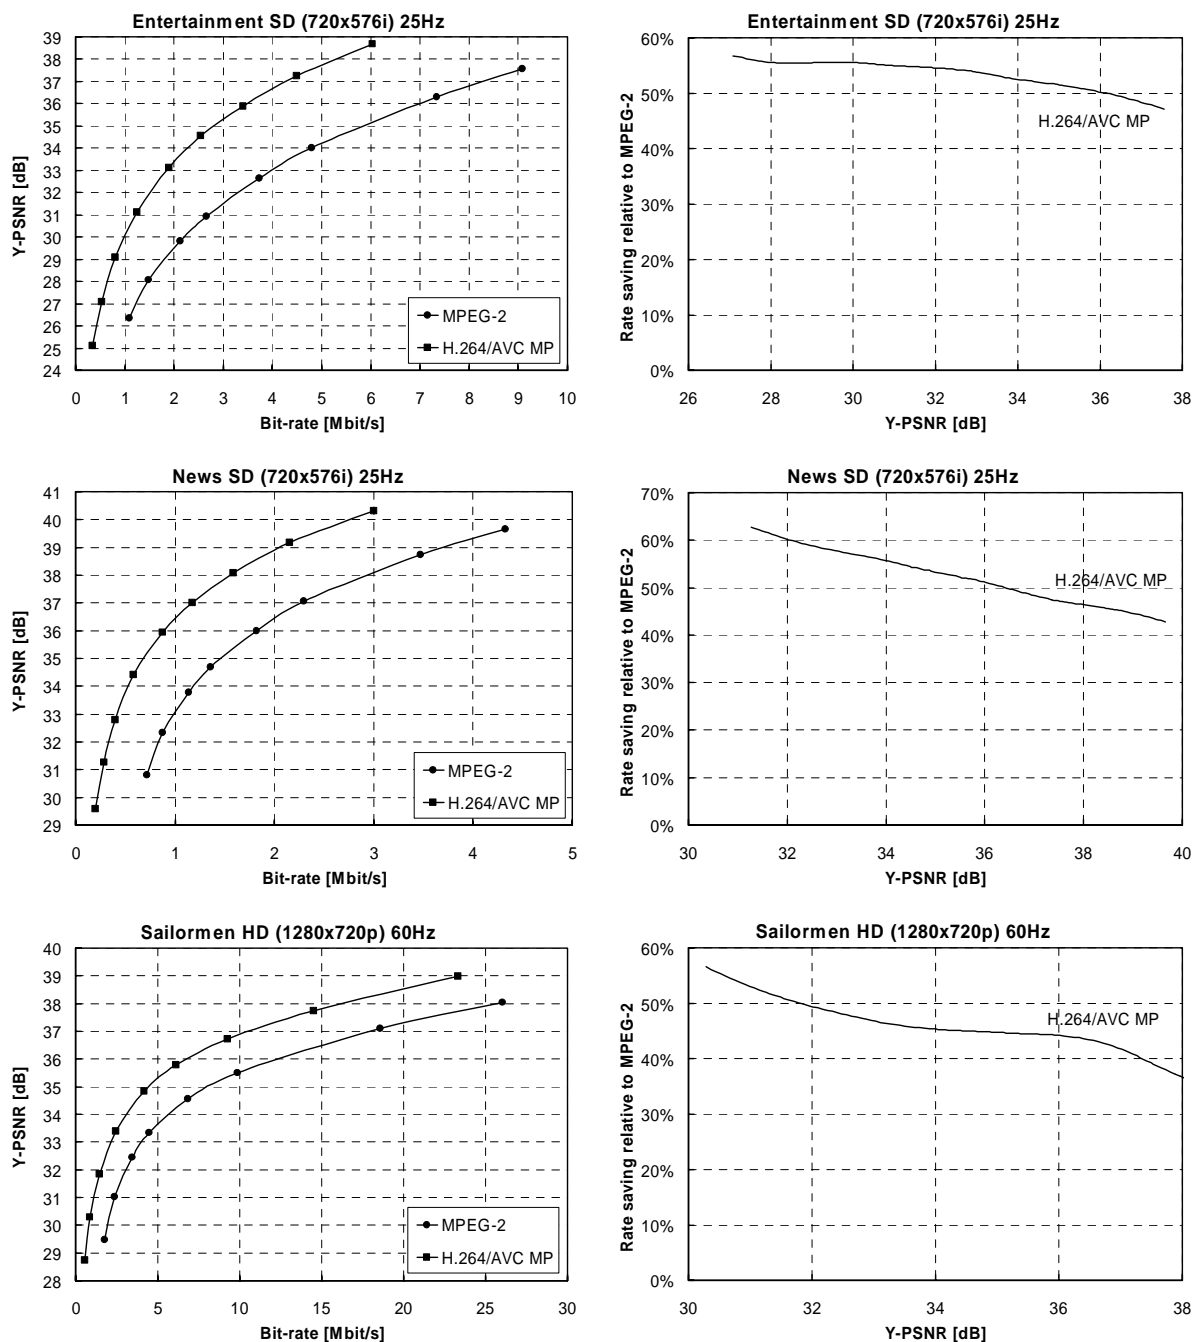 Entertainment SD (720x576i) 25Hz
Y-PSNR [dB]
39
38
37
36
35
34
33
32
31
30
29
28
27
26
25
24
MPEG-2
H.264/AVC MP
0 1 2 3 4 5 6 7 8 9 10
Bit-rate [Mbit/s]
Entertainment SD (720x576i) 25Hz
Rate saving relative to MPEG-2
60%
50%
40%
30%
20%
10%
0%
H.264/AVC MP
26 28 30 32 34 36 38
Y-PSNR [dB]
News SD (720x576i) 25Hz
Y-PSNR [dB]
41
40
39
38
37
36
35
34
33
32
31
30
29
MPEG-2
H.264/AVC MP
0 1 2 3 4 5
Bit-rate [Mbit/s]
News SD (720x576i) 25Hz
Rate saving relative to MPEG-2
70%
60%
50%
40%
30%
20%
10%
0%
H.264/AVC MP
30 32 34 36 38 40
Y-PSNR [dB]
Sailormen HD (1280x720p) 60Hz
Y-PSNR [dB]
40
39
38
37
36
35
34
33
32
31
30
29
28
MPEG-2
H.264/AVC MP
0 5 10 15 20 25 30
Bit-rate [Mbit/s]
Sailormen HD (1280x720p) 60Hz
Rate saving relative to MPEG-2
60%
50%
40%
30%
20%
10%
0%
H.264/AVC MP
30 32 34 36 38
Y-PSNR [dB]